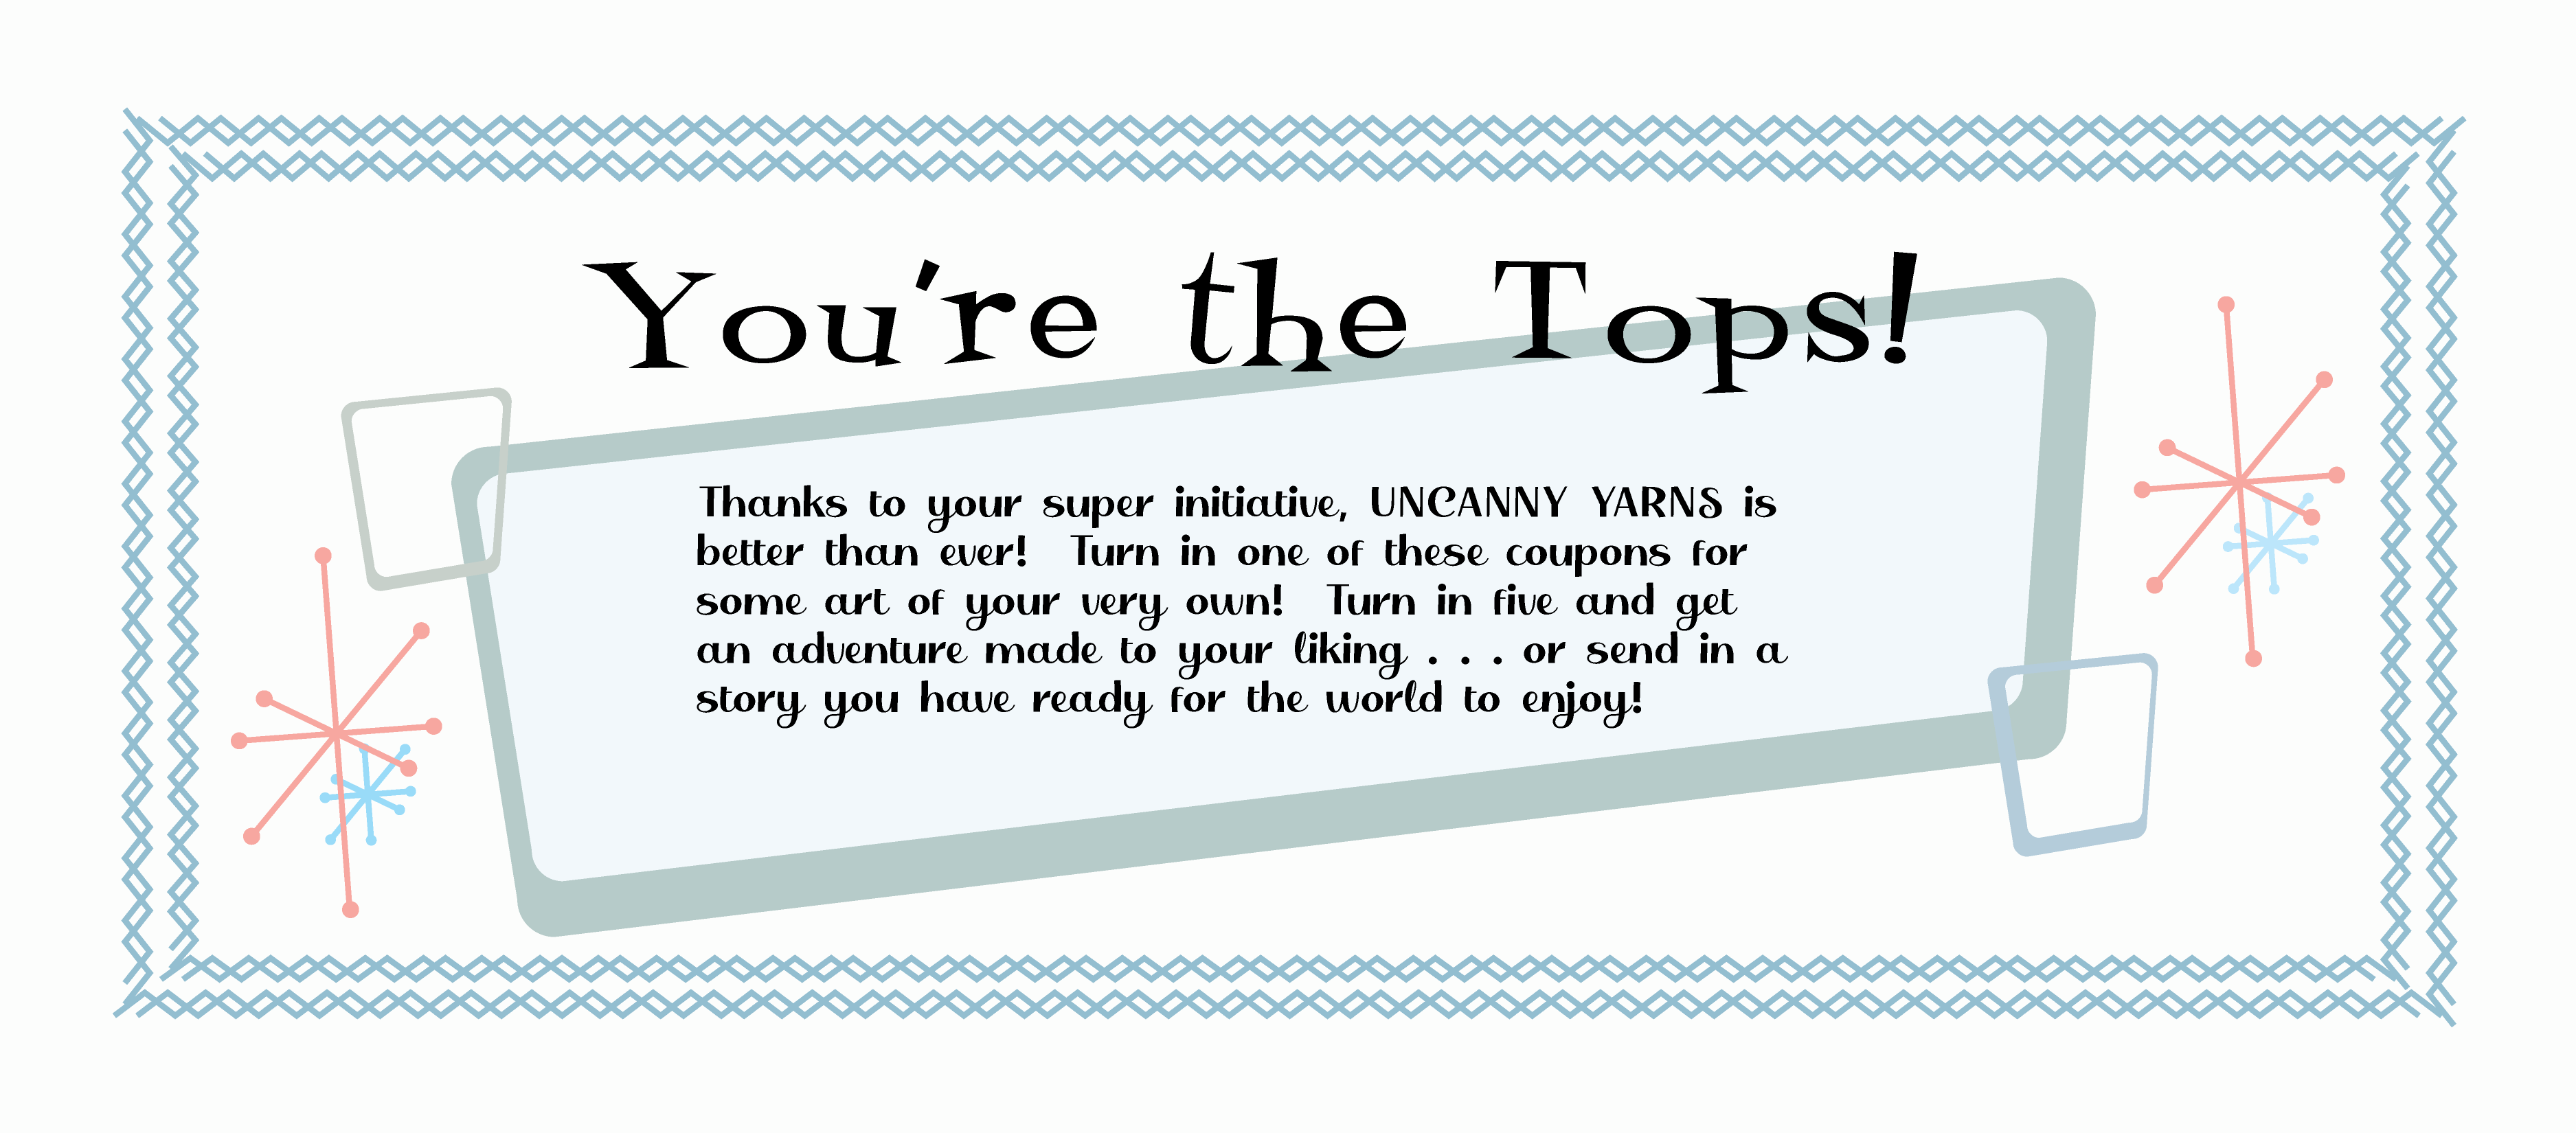 You're the Tops!
Thanks to your super initiative, UNCANNY YARNS is
better than ever!  Turn in one of these coupons for
some art of your very own!  Turn in five and get
an adventure made to your liking . . . or send in a
story you have ready for the world to enjoy!